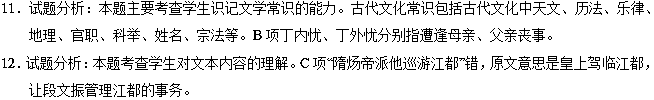 11．试题分析：本题主要考查学生识记文学常识的能力。古代文化常识包括古代文化中天文、历法、乐律、
地理、官职、科举、姓名、宗法等。B 项丁内忧、丁外忧分别指遭逢母亲、父亲丧事。
12．试题分析：本题考查学生对文本内容的理解。C 项“隋炀帝派他巡游江都”错，原文意思是皇上驾临江都，
让段文振管理江都的事务。